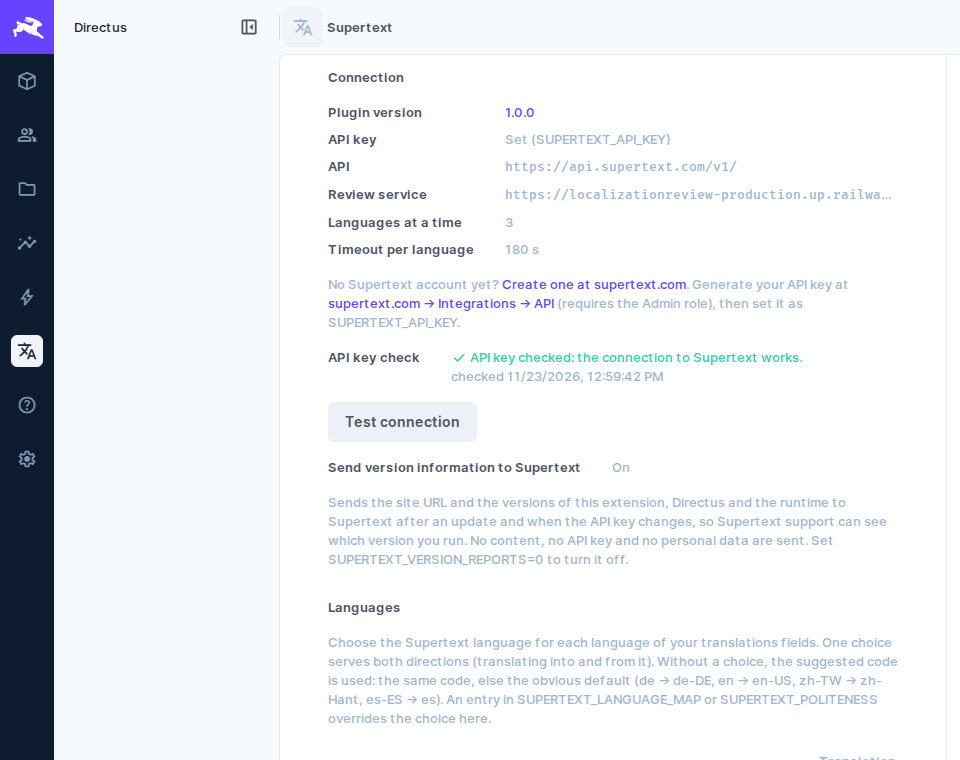 Directus
Supertext
Connection
Plugin version 1.0.0
API key Set (SUPERTEXT_API_KEY)
API https://api.supertext.com/v1/
Review service https://localizationreview-production.up.railwa…
Languages at a time 3
Timeout per language 180 s
No Supertext account yet? Create one at supertext.com. Generate your API key at
supertext.com → Integrations → API (requires the Admin role), then set it as
SUPERTEXT_API_KEY.
API key check API key checked: the connection to Supertext works.
checked 11/23/2026, 12:59:42 PM
Test connection
Send version information to Supertext On
Sends the site URL and the versions of this extension, Directus and the runtime to
Supertext after an update and when the API key changes, so Supertext support can see
which version you run. No content, no API key and no personal data are sent. Set
SUPERTEXT_VERSION_REPORTS=0 to turn it off.
Languages
Choose the Supertext language for each language of your translations fields. One choice
serves both directions (translating into and from it). Without a choice, the suggested code
is used: the same code, else the obvious default (de → de-DE, en → en-US, zh-TW → zh-
Hant, es-ES → es). An entry in SUPERTEXT_LANGUAGE_MAP or SUPERTEXT_POLITENESS
overrides the choice here.